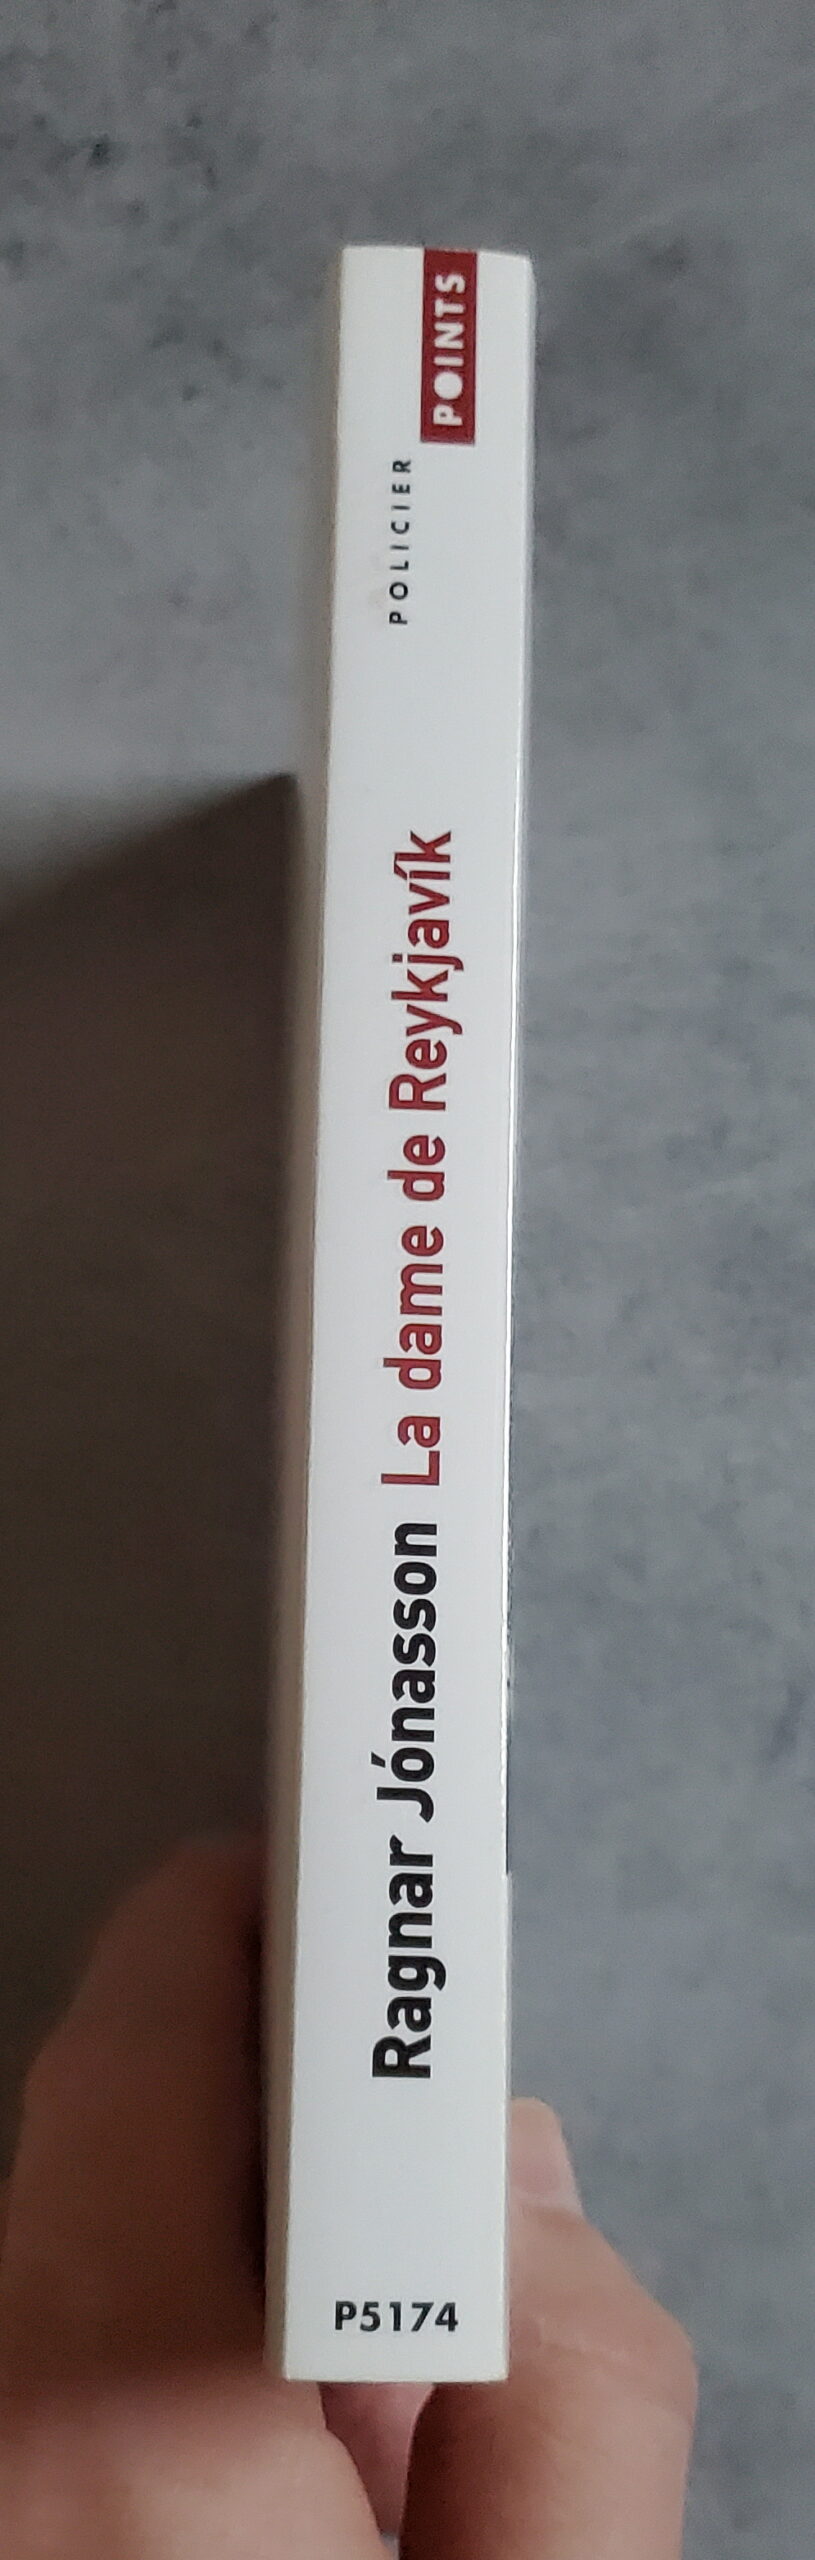 POINTS
POLICIER
Ragnar Jónasson La dame de Reykjavík
P5174